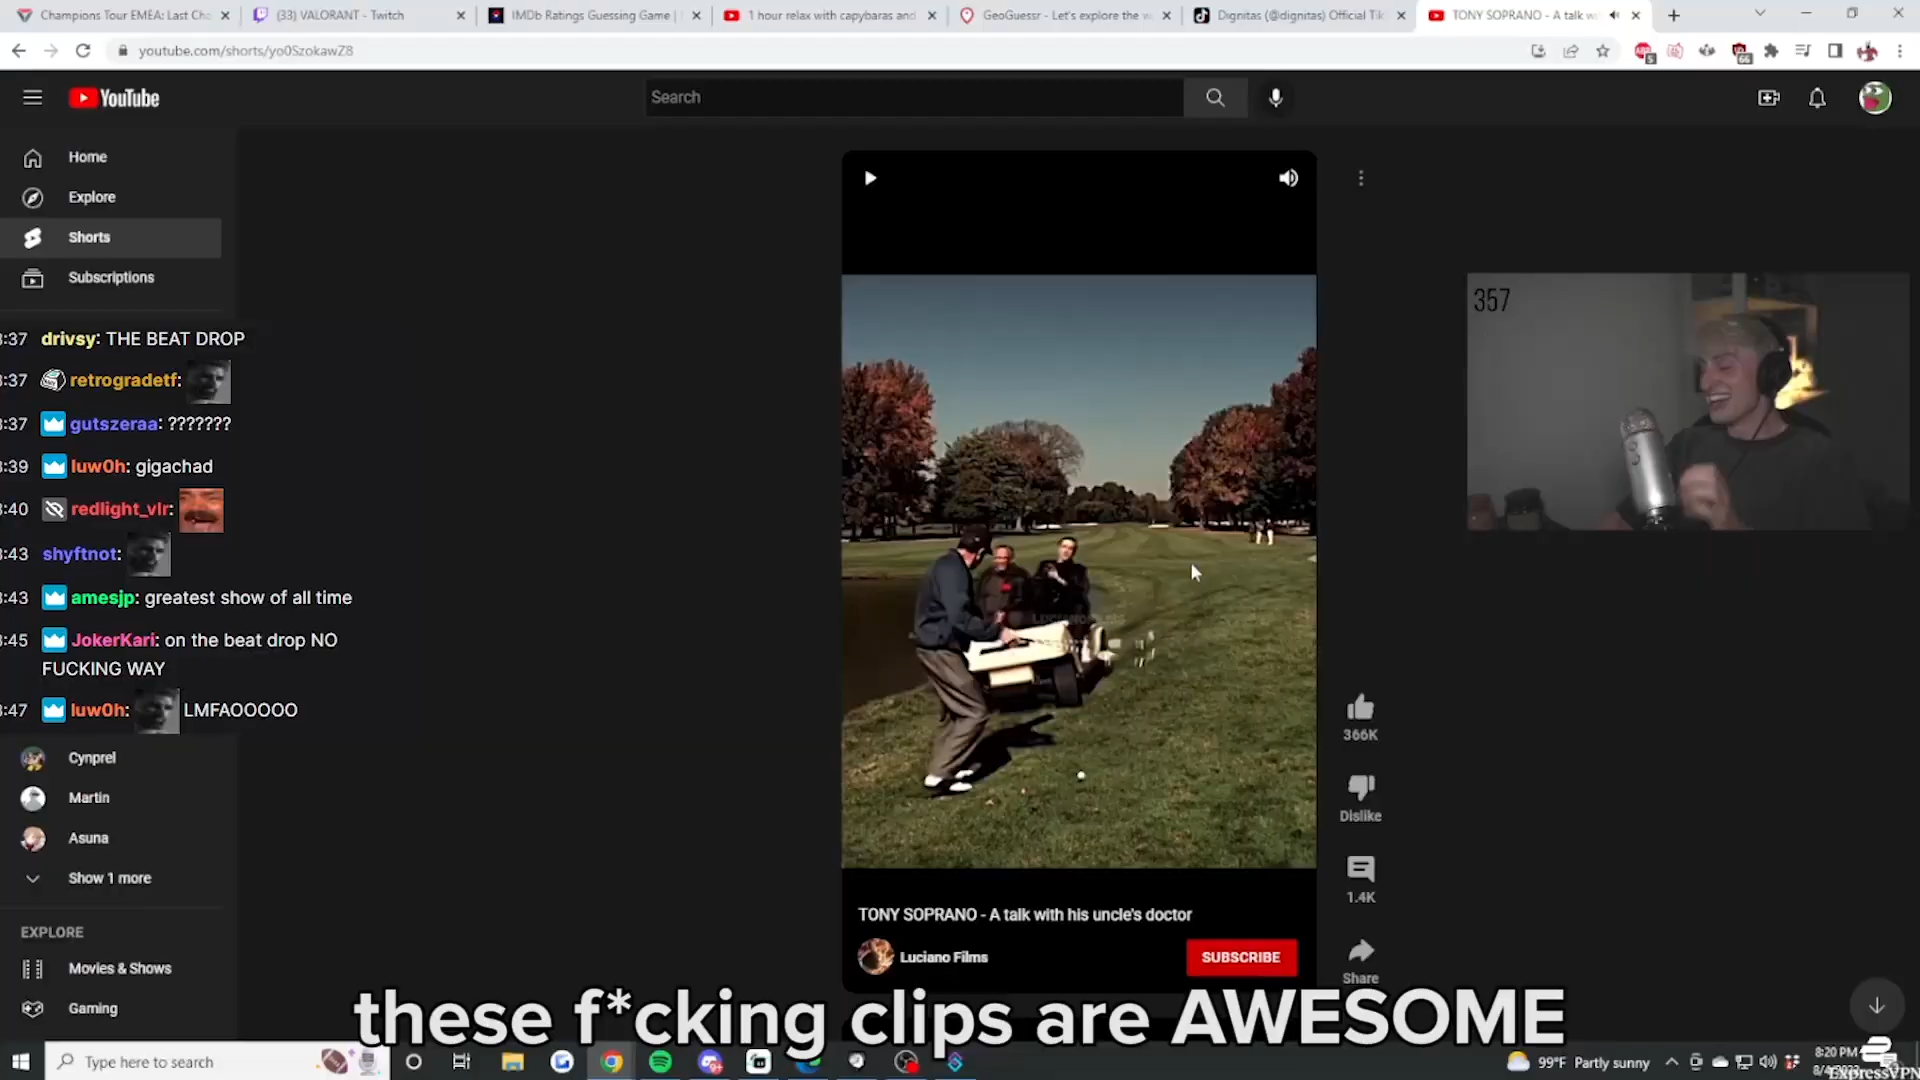 Champions Tour EMEA: Last Cha
(33) VALORANT - Twitch
IMDb Ratings Guessing Game |
1 hour relax with capybaras and
GeoGuessr - Let's explore the w
Dignitas (@dignitas) Official Tik
TONY SOPRANO - A talk w
youtube.com/shorts/yo0SzokawZ8
YouTube
Search
Home
Explore
Shorts
Subscriptions
357
:37 drivsy: THE BEAT DROP
:37 retrogradetf:
:37 gutszeraa: ???????
:39 luw0h: gigachad
:40 redlight_vlr:
:43 shyftnot:
:43 amesjp: greatest show of all time
:45 JokerKari: on the beat drop NO
FUCKING WAY
:47 luw0h: LMFAOOOOO
366K
Dislike
1.4K
Share
Cynprel
Martin
Asuna
Show 1 more
EXPLORE
Movies & Shows
Gaming
TONY SOPRANO - A talk with his uncle's doctor
Luciano Films
SUBSCRIBE
these f*cking clips are AWESOME
Type here to search
99°F Partly sunny
8:20 PM
ExpressVPN